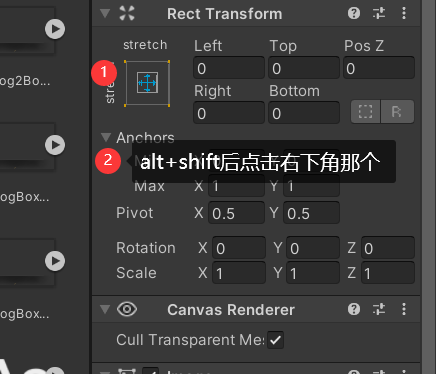 Rect Transform
stretch
Left Top Pos Z
0 0 0
og2Bo...
1
stre
Right Bottom
0 0 R
Anchors
2
alt+shift后点击右下角那个
Max X 1 Y 1
ogBox...
Pivot X 0.5 Y 0.5
Rotation X 0 Y 0 Z 0
Scale X 1 Y 1 Z 1
Canvas Renderer
ogBox...
Cull Transparent Me